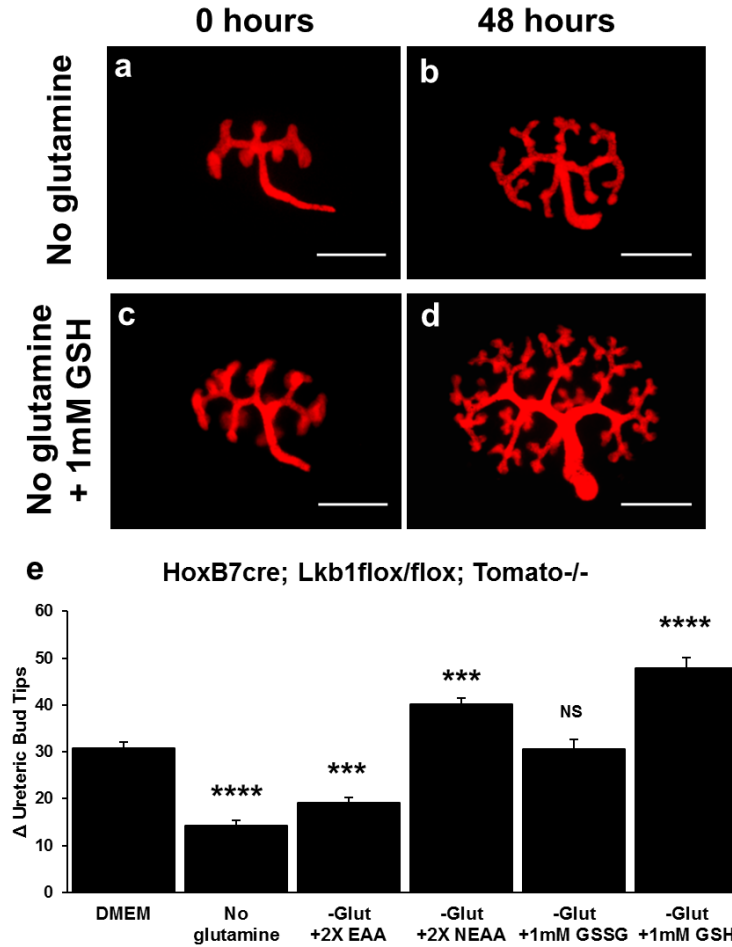 0 hours
48 hours
No glutamine
a
b
No glutamine
+ 1mM GSH
c
d
e
HoxB7cre; Lkb1flox/flox; Tomato-/-
Δ Ureteric Bud Tips
60
50
40
30
20
10
0
****
***
***
NS
****
DMEM
No
glutamine
-Glut
+2X EAA
-Glut
+2X NEAA
-Glut
+1mM GSSG
-Glut
+1mM GSH